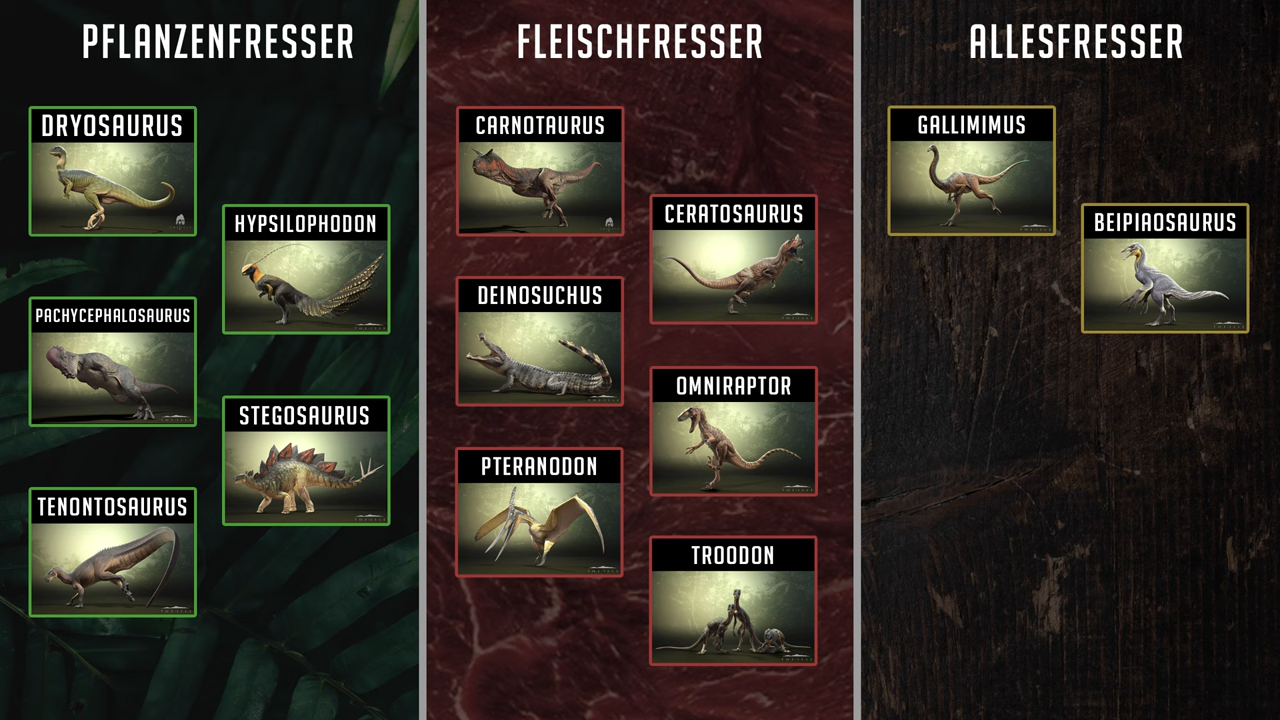 PFLANZENFRESSER
DRYOSAURUS
HYPSILOPHODON
PACHYCEPHALOSAURUS
STEGOSAURUS
TENONTOSAURUS
FLEISCHFRESSER
CARNOTAURUS
CERATOSAURUS
DEINOSUCHUS
OMNIRAPTOR
PTERANODON
TROODON
ALLESFRESSER
GALLIMIMUS
BEIPIAOSAURUS